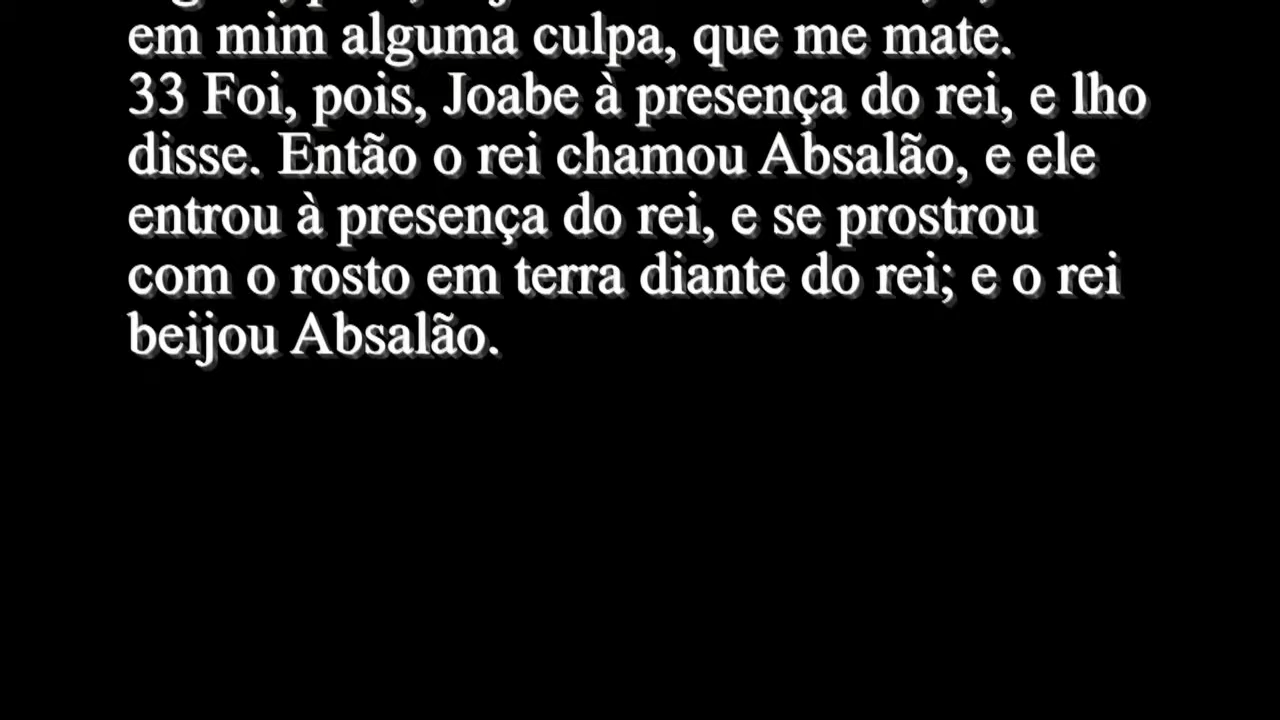 em mim alguma culpa, que me mate.
33 Foi, pois, Joabe à presença do rei, e lho
disse. Então o rei chamou Absalão, e ele
entrou à presença do rei, e se prostrou
com o rosto em terra diante do rei; e o rei
beijou Absalão.